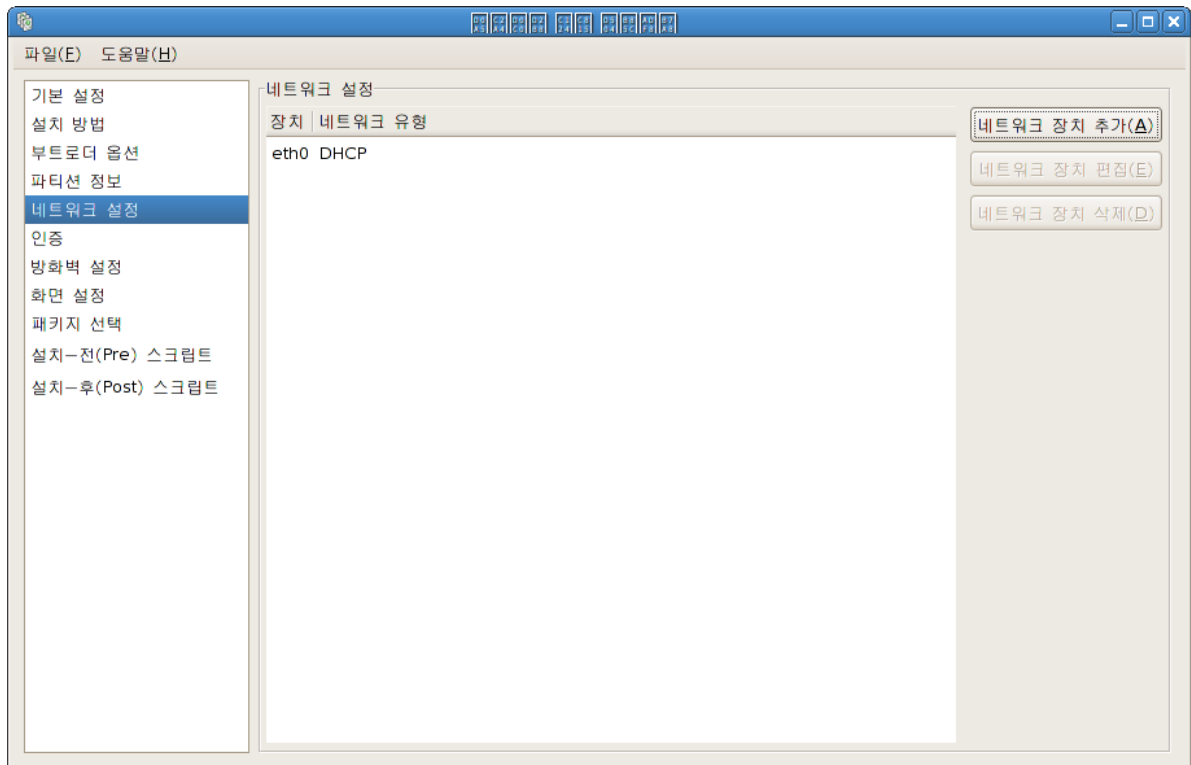 파일(F) 도움말(H)
기본 설정
설치 방법
부트로더 옵션
파티션 정보
네트워크 설정
인증
방화벽 설정
화면 설정
패키지 선택
설치-전(Pre) 스크립트
설치-후(Post) 스크립트
네트워크 설정
장치 네트워크 유형
eth0 DHCP
네트워크 장치 추가(A)
네트워크 장치 편집(E)
네트워크 장치 삭제(D)